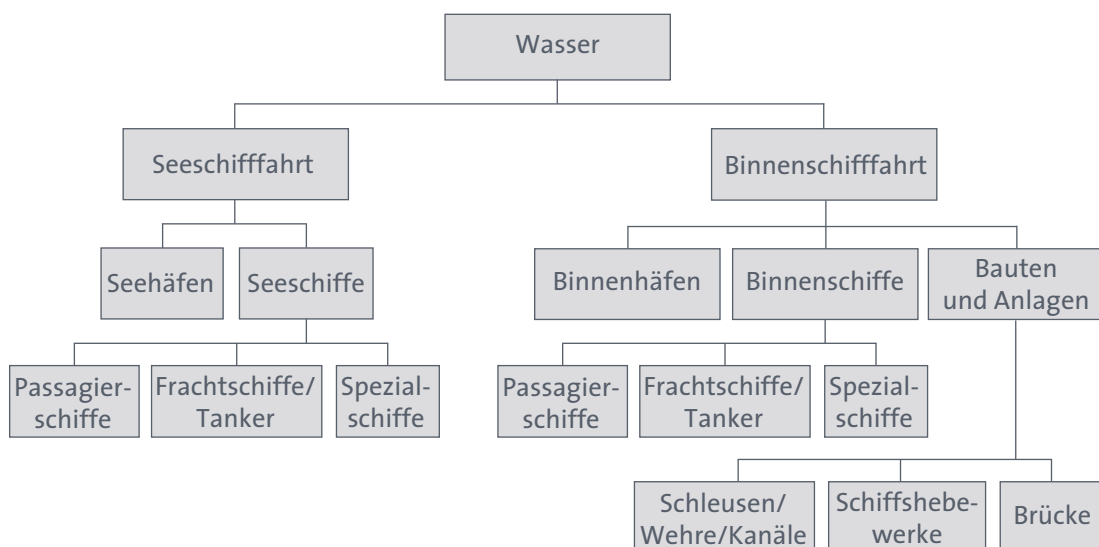 Wasser
Seeschifffahrt
Binnenschifffahrt
Seehäfen
Seeschiffe
Binnenhäfen
Binnenschiffe
Bauten
und Anlagen
Passagier-
schiffe
Frachtschiffe/
Tanker
Spezial-
schiffe
Passagier-
schiffe
Frachtschiffe/
Tanker
Spezial-
schiffe
Schleusen/
Wehre/Kanäle
Schiffshebe-
werke
Brücke